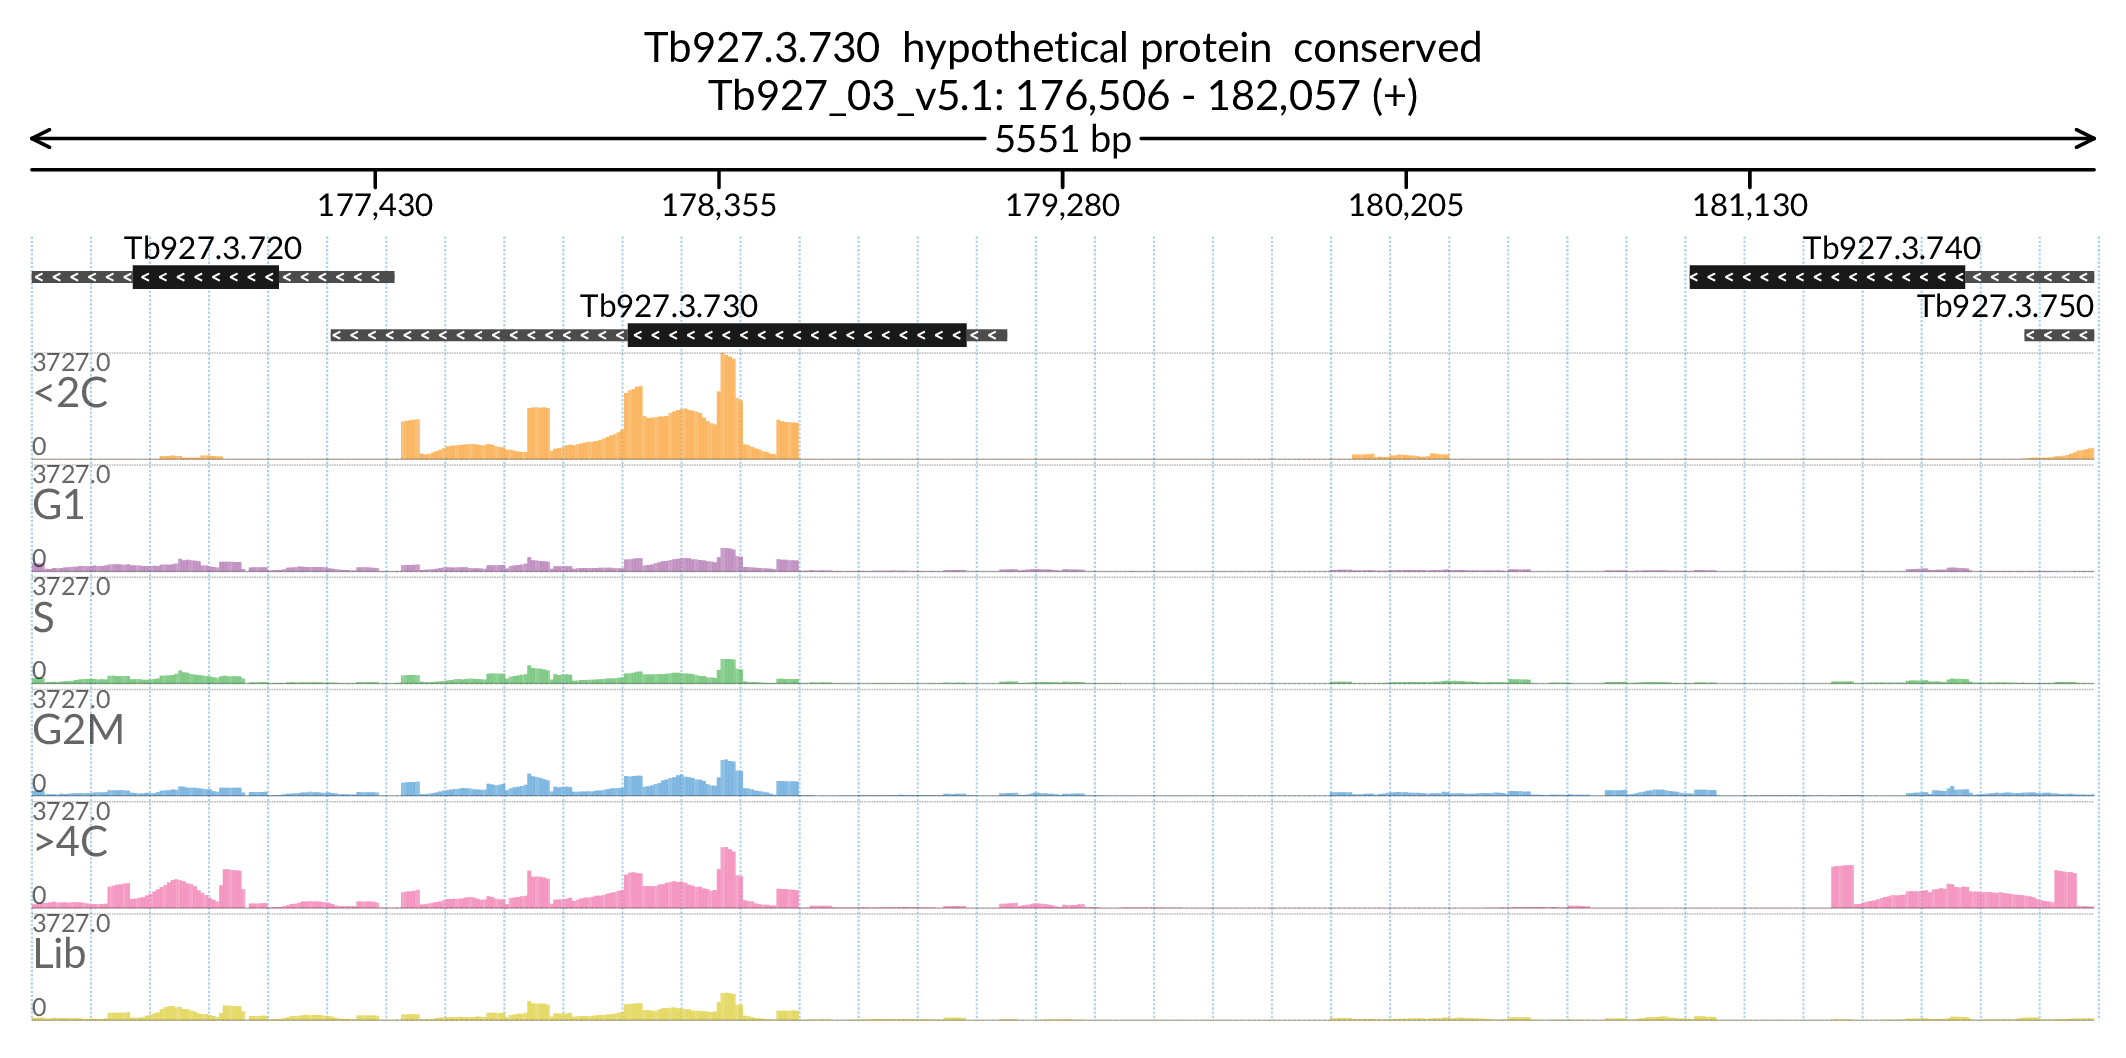 Tb927.3.730  hypothetical protein  conserved
Tb927_03_v5.1: 176,506 - 182,057 (+)
5551 bp
177,430 178,355 179,280 180,205 181,130
Tb927.3.720 Tb927.3.740
Tb927.3.730 Tb927.3.750
3727.0
<2C
0
3727.0
G1
0
3727.0
S
0
3727.0
G2M
0
3727.0
>4C
0
3727.0
Lib
0